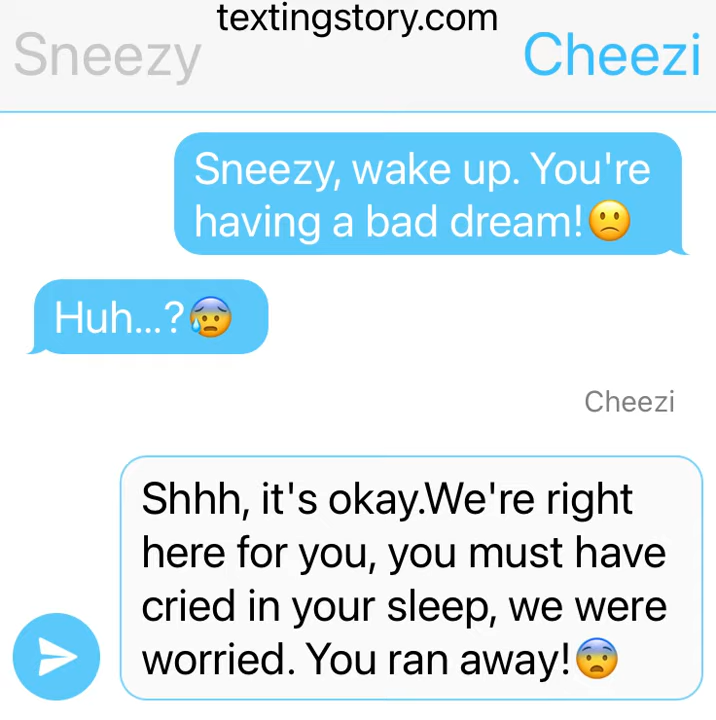 textingstory.com
Sneezy Cheezi
Sneezy, wake up. You're
having a bad dream!🙁
Huh...?😰
Cheezi
Shhh, it's okay.We're right
here for you, you must have
cried in your sleep, we were
worried. You ran away!😨